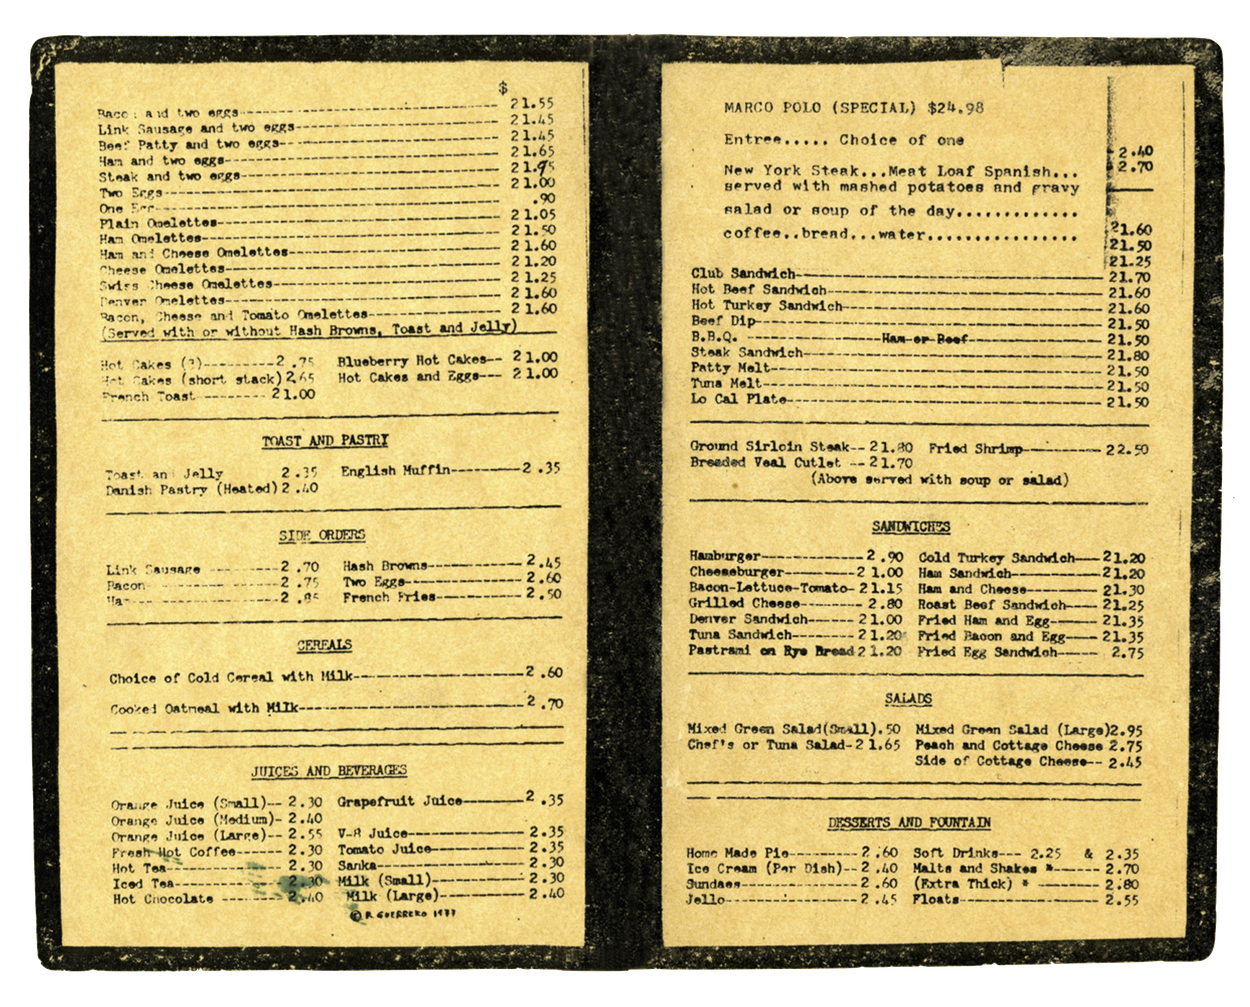 $
and two eggs 21.55
Link Sausage and two eggs 21.45
Beef Patty and two eggs 21.45
Ham and two eggs 21.65
Steak and two eggs 21.95
Two Eggs 21.00
One .90
Plain Omelettes 21.05
Ham Omelettes 21.50
Ham and Cheese Omelettes 21.60
Cheese Omelettes 21.20
Swiss Cheese Omelettes 21.25
Denver Omelettes 21.60
Bacon, Cheese and Tomato Omelettes 21.60
(Served with or without Hash Browns, Toast and Jelly)
Hot Cakes 2.75 Blueberry Hot Cakes-- 21.00
Hot Cakes (short stack) 2.65 Hot Cakes and Eggs--- 21.00
French Toast -------- 21.00
TOAST AND PASTRY
Toast and Jelly 2.35 English Muffin 2.35
Danish Pastry (Heated) 2.40
SIDE ORDERS
Link Sausage 2.70 Hash Browns 2.45
Bacon 2.75 Two Eggs 2.60
French Fries 2.50
CEREALS
Choice of Cold Cereal with Milk 2.60
Cooked Oatmeal with Milk 2.70
JUICES AND BEVERAGES
Orange Juice (Small)-- 2.30 Grapefruit Juice 2.35
Orange Juice (Medium)- 2.40
Orange Juice (Large)-- 2.55 V-8 Juice 2.35
Fresh Hot Coffee------ 2.30 Tomato Juice 2.35
Hot Tea 2.30 Sanka 2.30
Iced Tea 2.30 Milk (Small) 2.30
Hot Chocolate 2.40 Milk (Large) 2.40
© R GUERRERO 1977
MARCO POLO (SPECIAL) $24.98
Entree..... Choice of one
2.40
New York Steak...Meat Loaf Spanish... 2.70
served with mashed potatoes and gravy
salad or soup of the day.............
coffee..bread...water................ 21.60
21.50
21.25
Club Sandwich 21.70
Hot Beef Sandwich 21.60
Hot Turkey Sandwich 21.60
Beef Dip 21.50
B.B.Q. Ham or Beef 21.50
Steak Sandwich 21.80
Patty Melt 21.50
Tuna Melt 21.50
Lo Cal Plate 21.50
Ground Sirloin Steak-- 21.80 Fried Shrimp 22.50
Breaded Veal Cutlet -- 21.70
(Above served with soup or salad)
SANDWICHES
Hamburger 2.90 Cold Turkey Sandwich 21.20
Cheeseburger 21.00 Ham Sandwich 21.20
Bacon-Lettuce-Tomato- 21.15 Ham and Cheese 21.30
Grilled Cheese 2.80 Roast Beef Sandwich 21.25
Denver Sandwich 21.00 Fried Ham and Egg 21.35
Tuna Sandwich 21.20 Fried Bacon and Egg 21.35
Pastrami on Rye Bread 21.20 Fried Egg Sandwich 2.75
SALADS
Mixed Green Salad(Small).50 Mixed Green Salad (Large)2.95
Chef's or Tuna Salad- 21.65 Peach and Cottage Cheese 2.75
Side of Cottage Cheese-- 2.45
DESSERTS AND FOUNTAIN
Home Made Pie 2.60 Soft Drinks--- 2.25 & 2.35
Ice Cream (Per Dish)-- 2.40 Malts and Shakes * 2.70
Sundaes 2.60 (Extra Thick) * 2.80
Jello 2.45 Floats 2.55